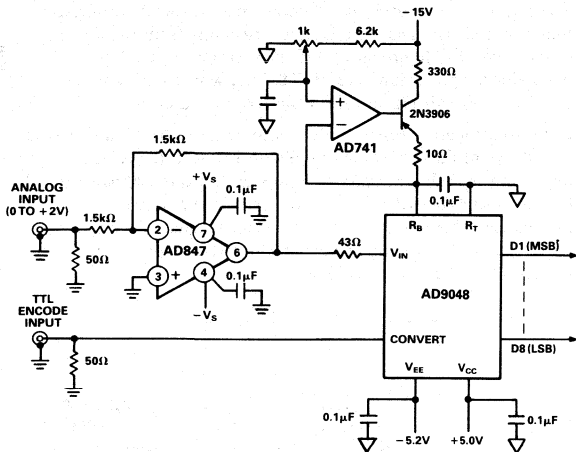 −15V
1k
6.2k
330Ω
+
−
AD741
2N3906
10Ω
0.1μF
1.5kΩ
ANALOG
INPUT
(0 TO +2V)
1.5kΩ
50Ω
+VS
0.1μF
2
−
7
AD847
6
3
+
4
0.1μF
−VS
43Ω
RB
RT
VIN
AD9048
CONVERT
VEE
VCC
D1 (MSB)
D8 (LSB)
TTL
ENCODE
INPUT
50Ω
0.1μF
−5.2V
+5.0V
0.1μF